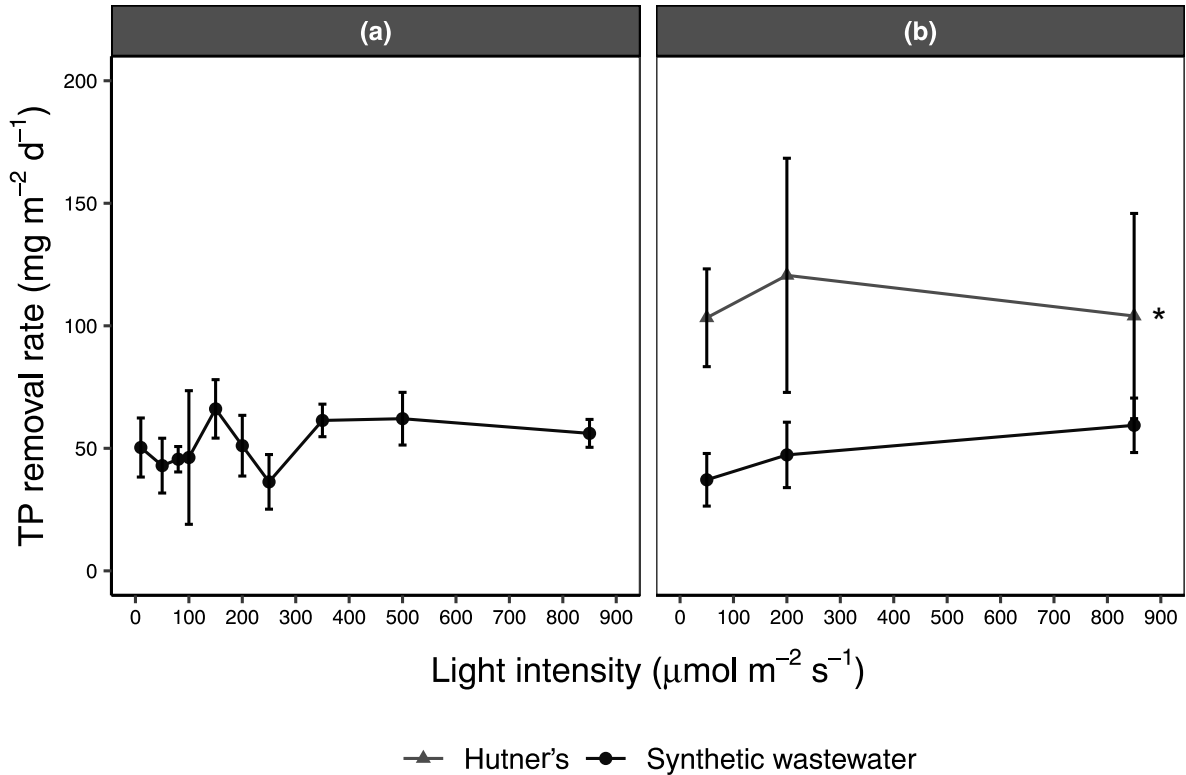 (a) (b)
TP removal rate (mg m⁻² d⁻¹)
200
150
100
50
0
*
0 100 200 300 400 500 600 700 800 900 0 100 200 300 400 500 600 700 800 900
Light intensity (μmol m⁻² s⁻¹)
Hutner's Synthetic wastewater